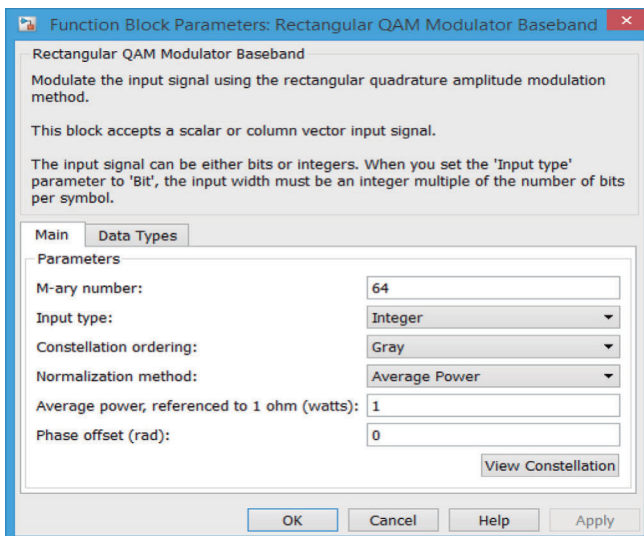 Function Block Parameters: Rectangular QAM Modulator Baseband
Rectangular QAM Modulator Baseband
Modulate the input signal using the rectangular quadrature amplitude modulation
method.
This block accepts a scalar or column vector input signal.
The input signal can be either bits or integers. When you set the 'Input type'
parameter to 'Bit', the input width must be an integer multiple of the number of bits
per symbol.
Main Data Types
Parameters
M-ary number: 64
Input type: Integer
Constellation ordering: Gray
Normalization method: Average Power
Average power, referenced to 1 ohm (watts): 1
Phase offset (rad): 0
View Constellation
OK Cancel Help Apply